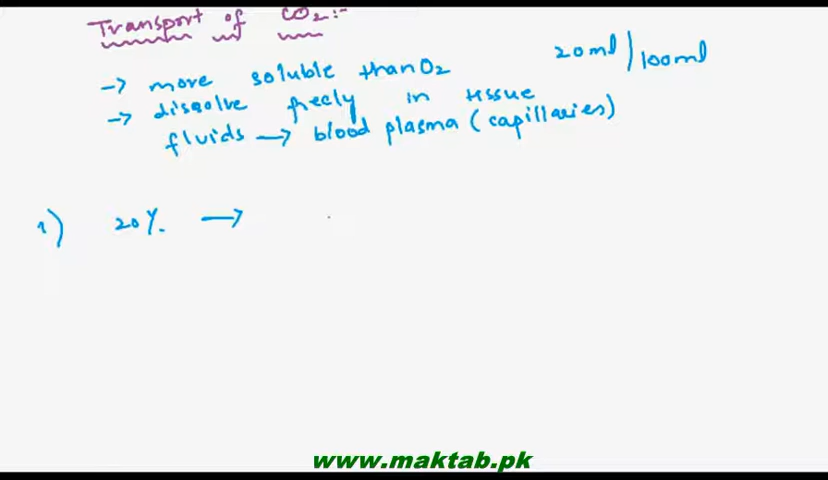 Transport of CO2:-
→ more soluble than O2 20ml/100ml
→ dissolve freely in tissue
fluids → blood plasma (capillaries)
1) 20% →
www.maktab.pk